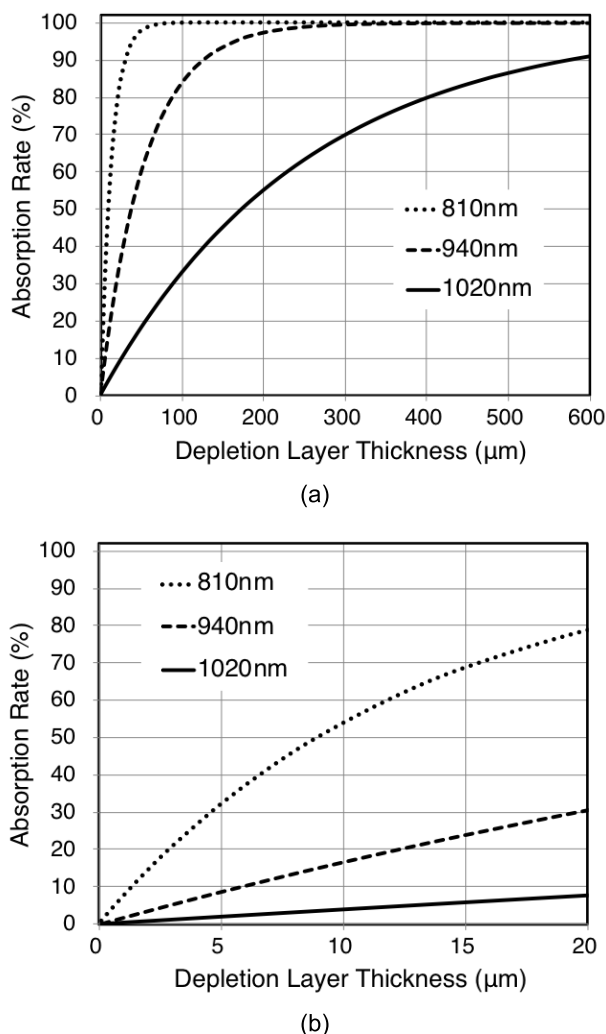 100
90
80
70
60
50
40
30
20
10
0
Absorption Rate (%)
810nm
940nm
1020nm
0 100 200 300 400 500 600
Depletion Layer Thickness (μm)
(a)
100
90
80
70
60
50
40
30
20
10
0
Absorption Rate (%)
810nm
940nm
1020nm
0 5 10 15 20
Depletion Layer Thickness (μm)
(b)